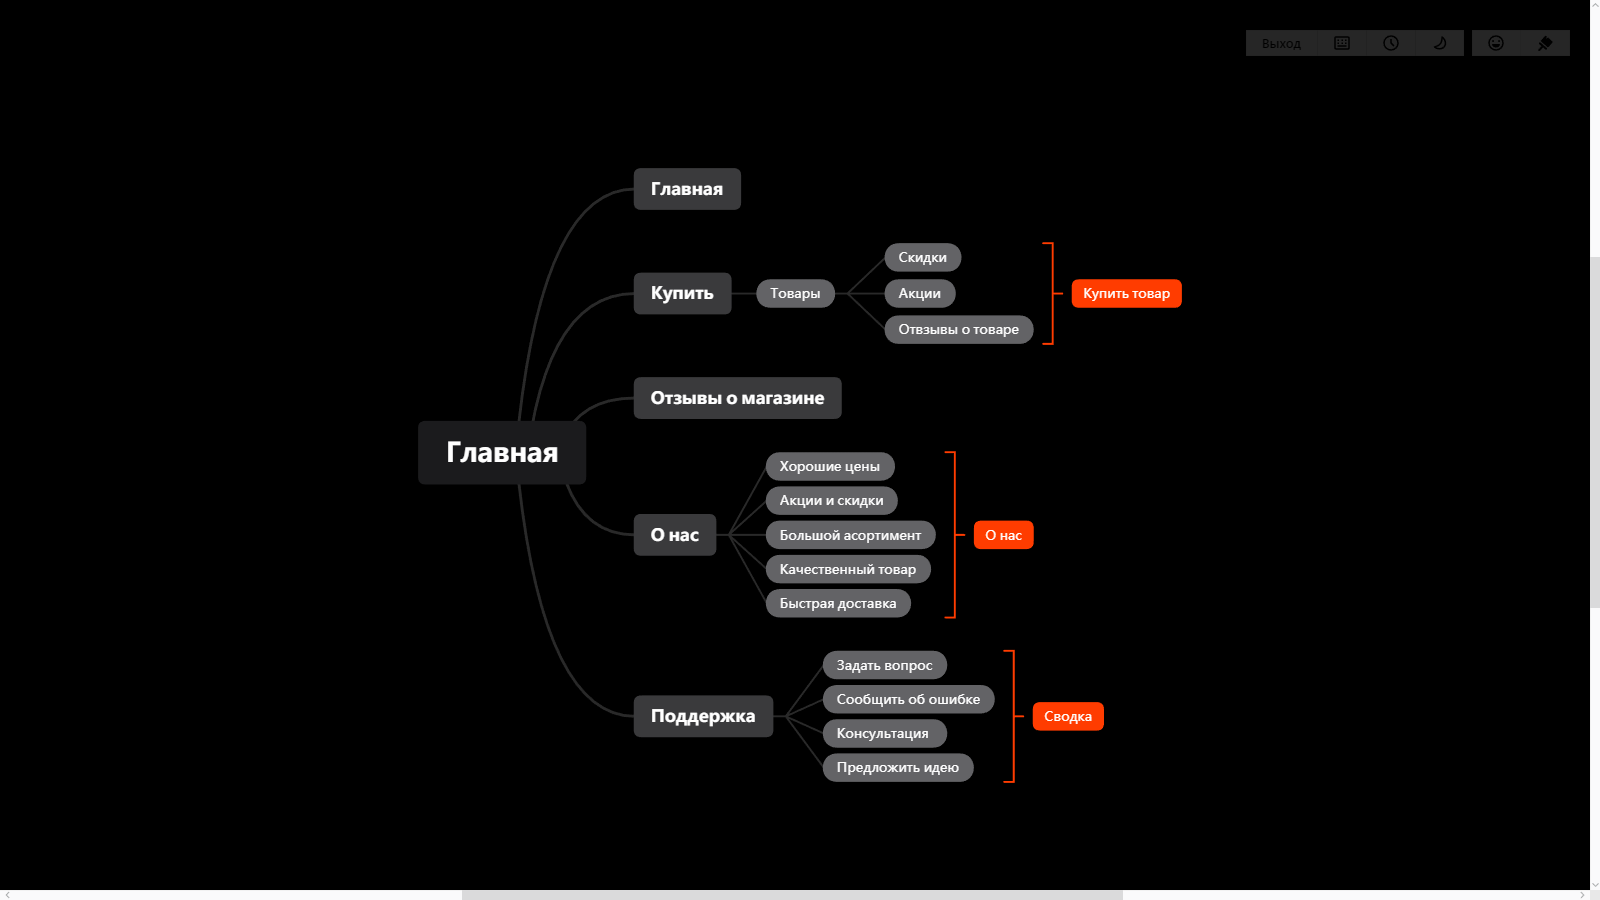 Выход
Главная
Главная
Купить
Товары
Скидки
Акции
Отвзывы о товаре
Купить товар
Отзывы о магазине
О нас
Хорошие цены
Акции и скидки
Большой асортимент
Качественный товар
Быстрая доставка
О нас
Поддержка
Задать вопрос
Сообщить об ошибке
Консультация
Предложить идею
Сводка